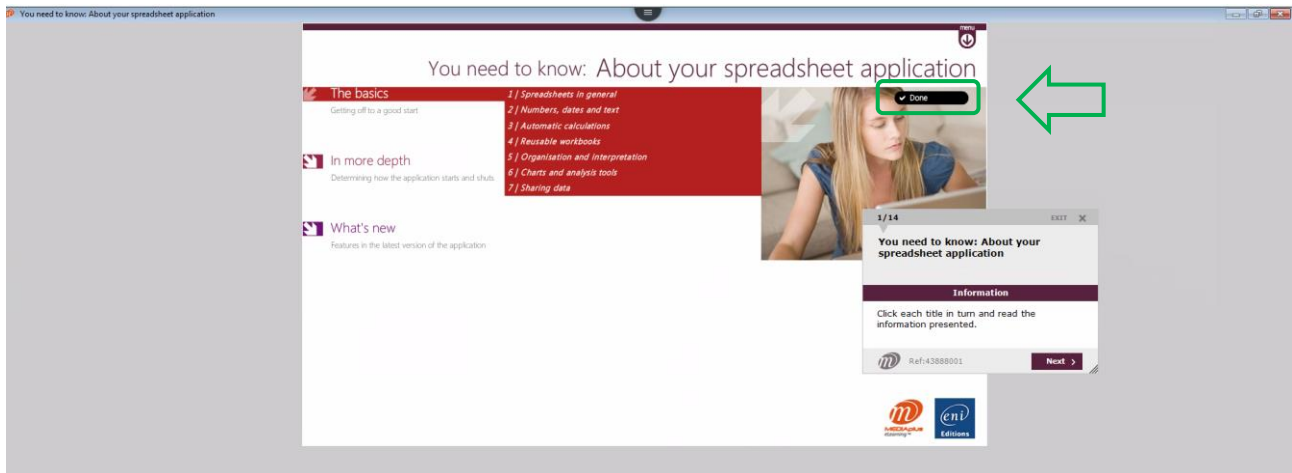 You need to know: About your spreadsheet application
menu
You need to know: About your spreadsheet application
The basics
Getting off to a good start
In more depth
Determining how the application starts and shuts
What's new
Features in the latest version of the application
1 | Spreadsheets in general
2 | Numbers, dates and text
3 | Automatic calculations
4 | Reusable workbooks
5 | Organisation and interpretation
6 | Charts and analysis tools
7 | Sharing data
Done
1/14
EXIT
You need to know: About your
spreadsheet application
Information
Click each title in turn and read the
information presented.
Ref:43888001
Next
m
MEDIAplus
eLearning™
eni
Editions